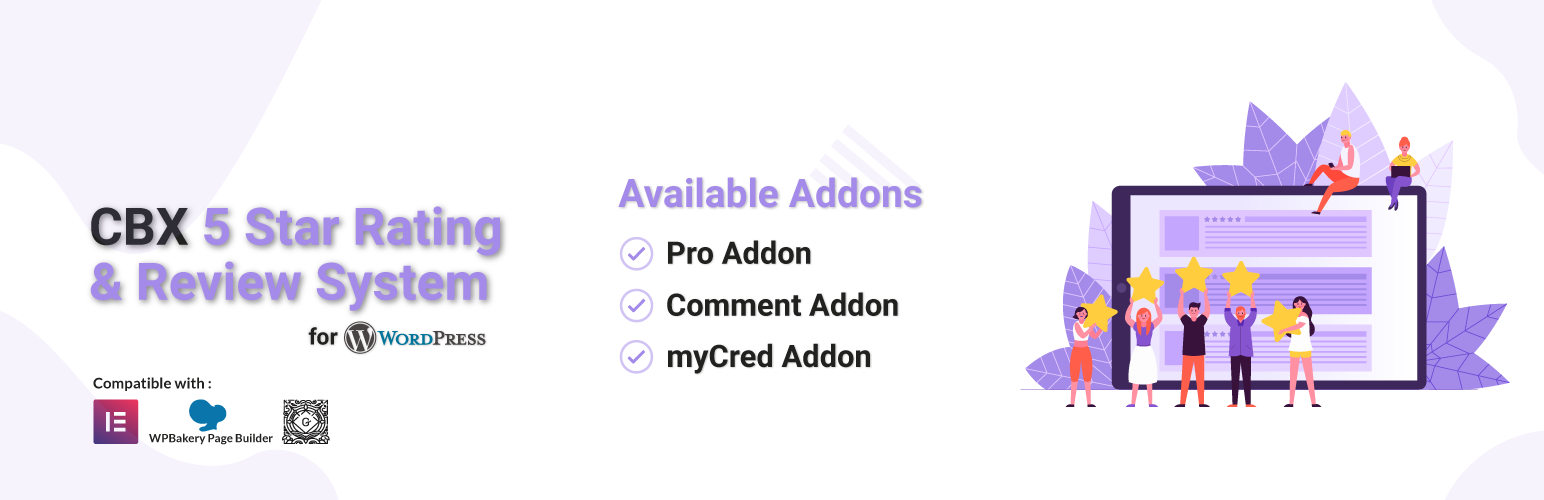 CBX 5 Star Rating
& Review System
for WORDPRESS
Compatible with :
WPBakery Page Builder
G
Available Addons
Pro Addon
Comment Addon
myCred Addon